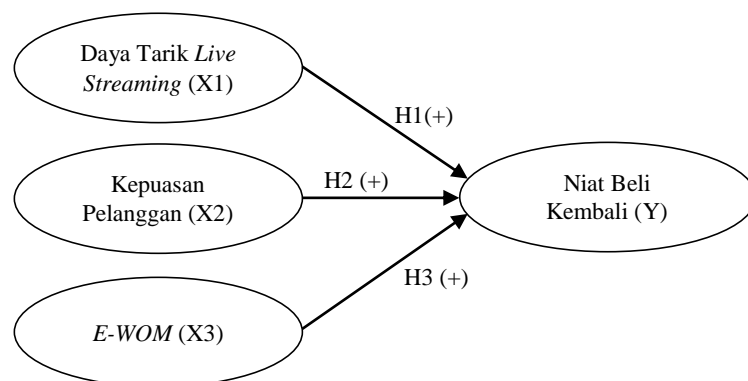 Daya Tarik Live
Streaming (X1)
H1(+)
Kepuasan
Pelanggan (X2)
H2 (+)
Niat Beli
Kembali (Y)
H3 (+)
E-WOM (X3)